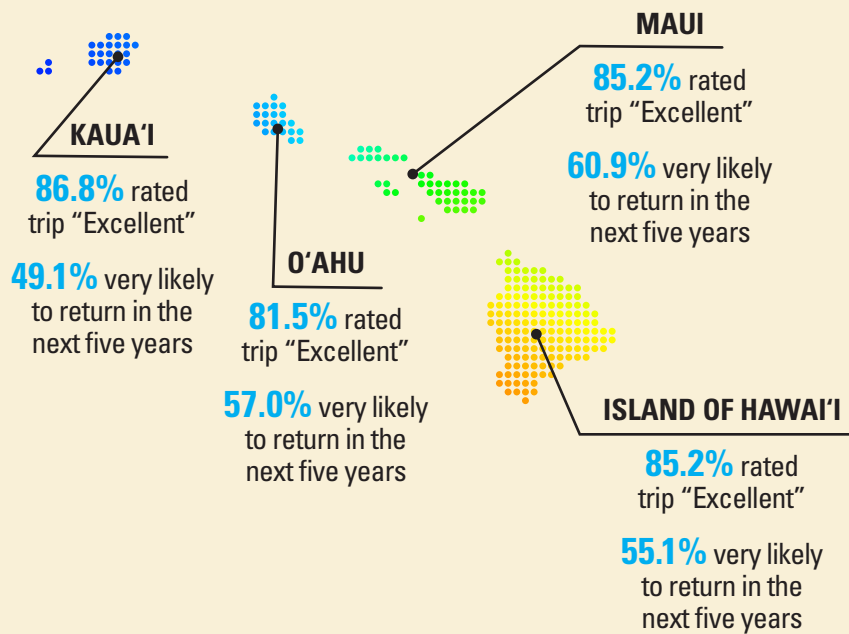 MAUI
85.2% rated
trip “Excellent”
60.9% very likely
to return in the
next five years
KAUA‘I
86.8% rated
trip “Excellent”
49.1% very likely
to return in the
next five years
O‘AHU
81.5% rated
trip “Excellent”
57.0% very likely
to return in the
next five years
ISLAND OF HAWAI‘I
85.2% rated
trip “Excellent”
55.1% very likely
to return in the
next five years